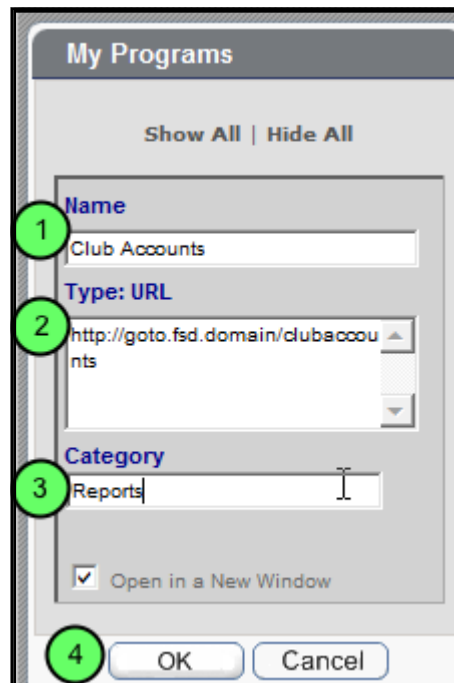 My Programs
Show All | Hide All
Name
1
Club Accounts
Type: URL
2
http://goto.fsd.domain/clubaccou
nts
Category
3
Reports
Open in a New Window
4
OK
Cancel